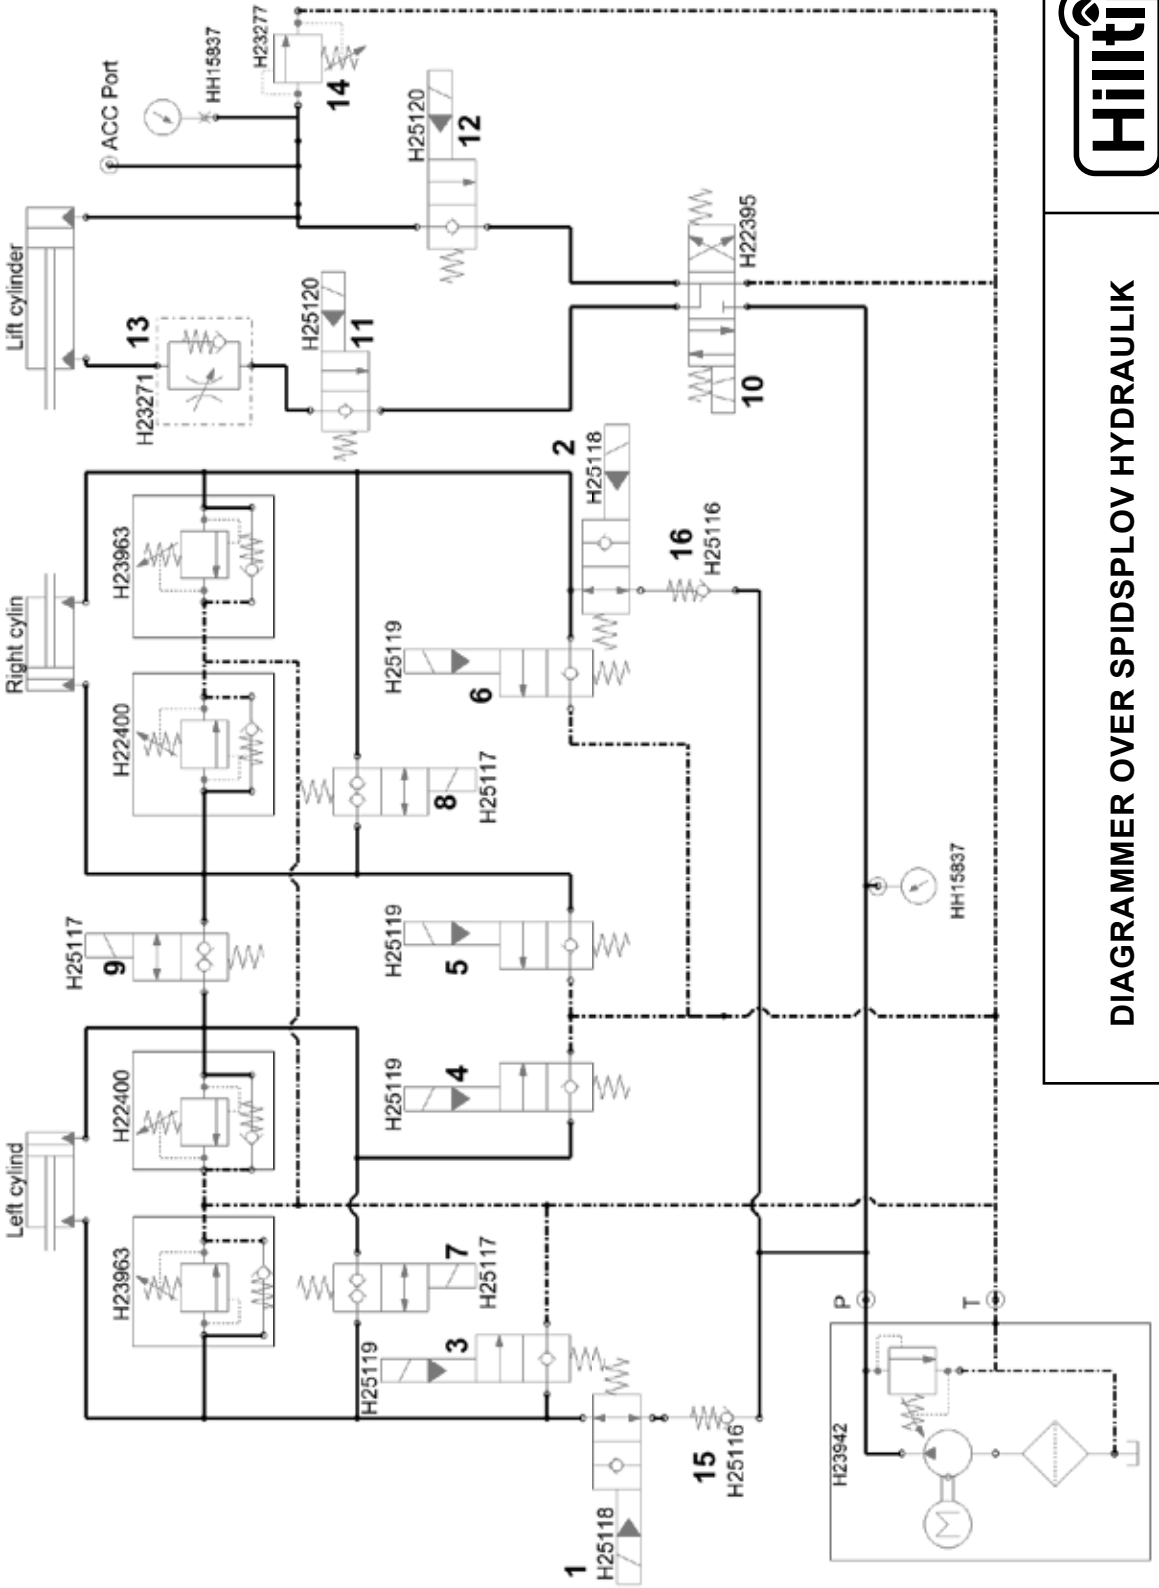 Left cylind
Right cylin
Lift cylinder
ACC Port
HH15837
H23277
14
H23963
H22400
H25117
9
H22400
H23963
13
H23271
H25120
11
H25120
12
H25119
3
7
H25117
H25119
4
H25119
5
8
H25117
H25119
6
2
H25118
10
H22395
1
H25118
15
H25116
16
H25116
H23942
M
P
T
HH15837
DIAGRAMMER OVER SPIDSPLOV HYDRAULIK